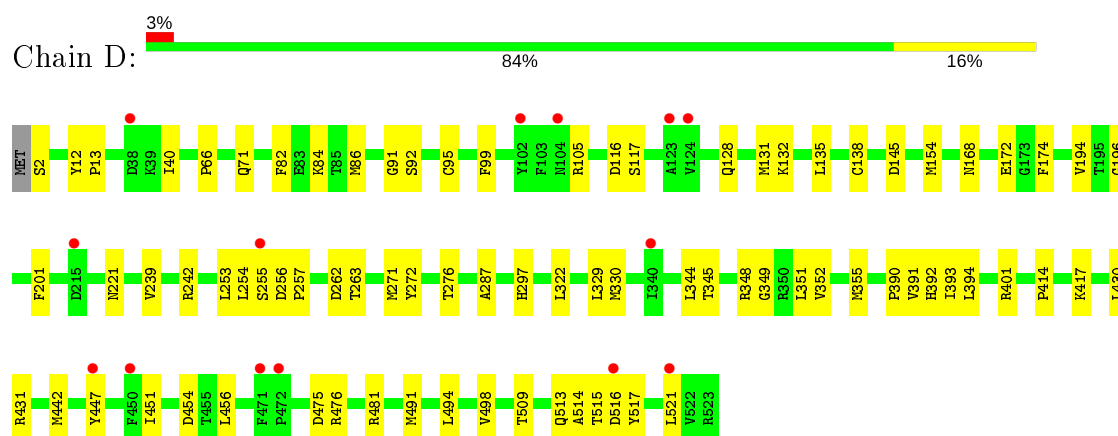 3%
Chain D:
84% 16%
MET S2 Y12 P13 D38 K39 I40 P66 Q71 F82 E83 K84 T85 M86 G91 S92 C95 F99 Y102 F103 N104 R105 D116 S117 A123 V124 Q128 M131 K132 L135 C138 D145 M154 N168 E172 G173 F174 V194 T195
F201 D215 N221 V239 R242 L253 L254 S255 D256 P257 D262 T263 M271 Y272 T276 A287 H297 L322 L329 M330 I340 L344 T345 R348 G349 R350 L351 V352 M355 P390 V391 H392 I393 L394 R401 P414 K417 L430
R431 M442 Y447 F450 I451 D454 T455 L456 F471 P472 D475 R476 R481 M491 L494 V498 T509 Q513 A514 T515 D516 Y517 L521 V522 R523